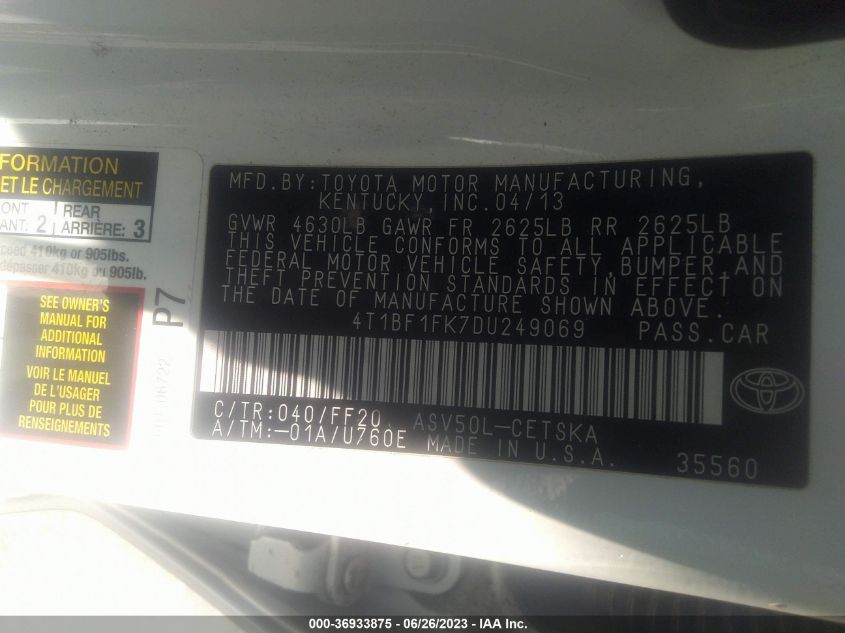 FORMATION
ET LE CHARGEMENT
ONT REAR
ANT: 2 ARRIÈRE: 3
ceed 410kg or 905lbs.
dépasser 410kg ou 905lb.
SEE OWNER'S
MANUAL FOR
ADDITIONAL
INFORMATION
VOIR LE MANUEL
DE L'USAGER
POUR PLUS DE
RENSEIGNEMENTS
P7
06722
MFD.BY:TOYOTA MOTOR MANUFACTURING,
KENTUCKY, INC.04/13
GVWR 4630LB GAWR FR 2625LB RR 2625LB
THIS VEHICLE CONFORMS TO ALL APPLICABLE
FEDERAL MOTOR VEHICLE SAFETY,BUMPER,AND
THEFT PREVENTION STANDARDS IN EFFECT ON
THE DATE OF MANUFACTURE SHOWN ABOVE.
4T1BF1FK7DU249069 PASS.CAR
C/TR:040/FF20 ASV50L-CETSKA
A/TM:-01A/U760E MADE IN U.S.A. 35560
000-36933875 - 06/26/2023 - IAA Inc.